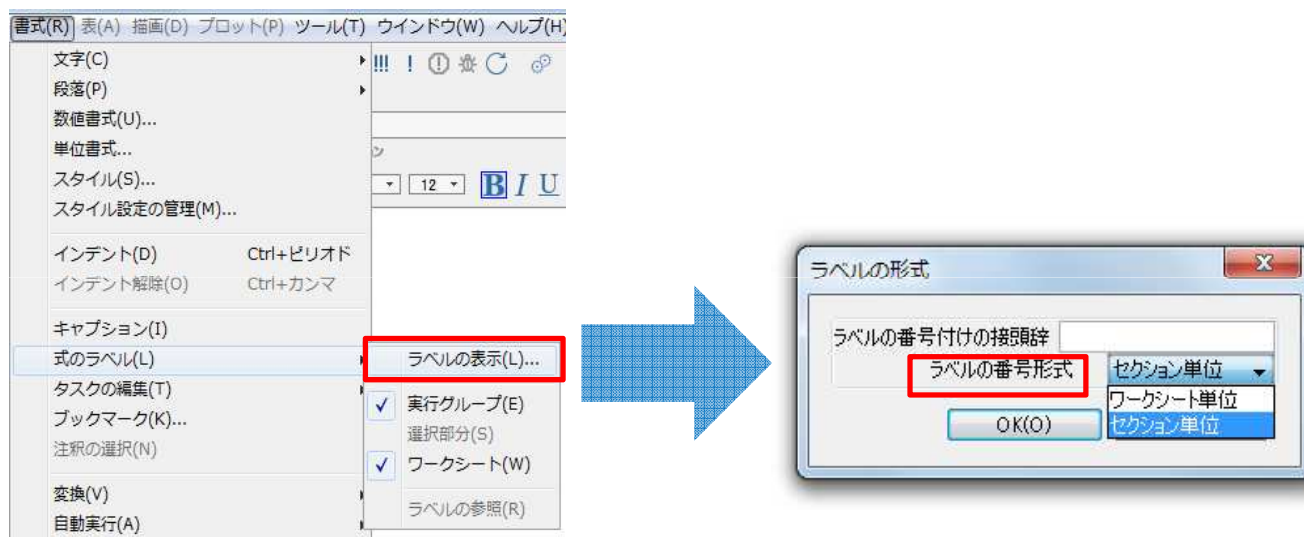 書式(R) 表(A) 描画(D) プロット(P) ツール(T) ウインドウ(W) ヘルプ(H)
文字(C)
段落(P)
数値書式(U)...
単位書式...
スタイル(S)...
スタイル設定の管理(M)...
12 B I U
インデント(D) Ctrl+ピリオド
インデント解除(O) Ctrl+カンマ
キャプション(I)
式のラベル(L)
タスクの編集(T)
ブックマーク(K)...
注釈の選択(N)
変換(V)
自動実行(A)
ラベルの表示(L)...
実行グループ(E)
選択部分(S)
ワークシート(W)
ラベルの参照(R)
ラベルの形式
ラベルの番号付けの接頭辞
ラベルの番号形式 セクション単位
ワークシート単位
セクション単位
OK(O)